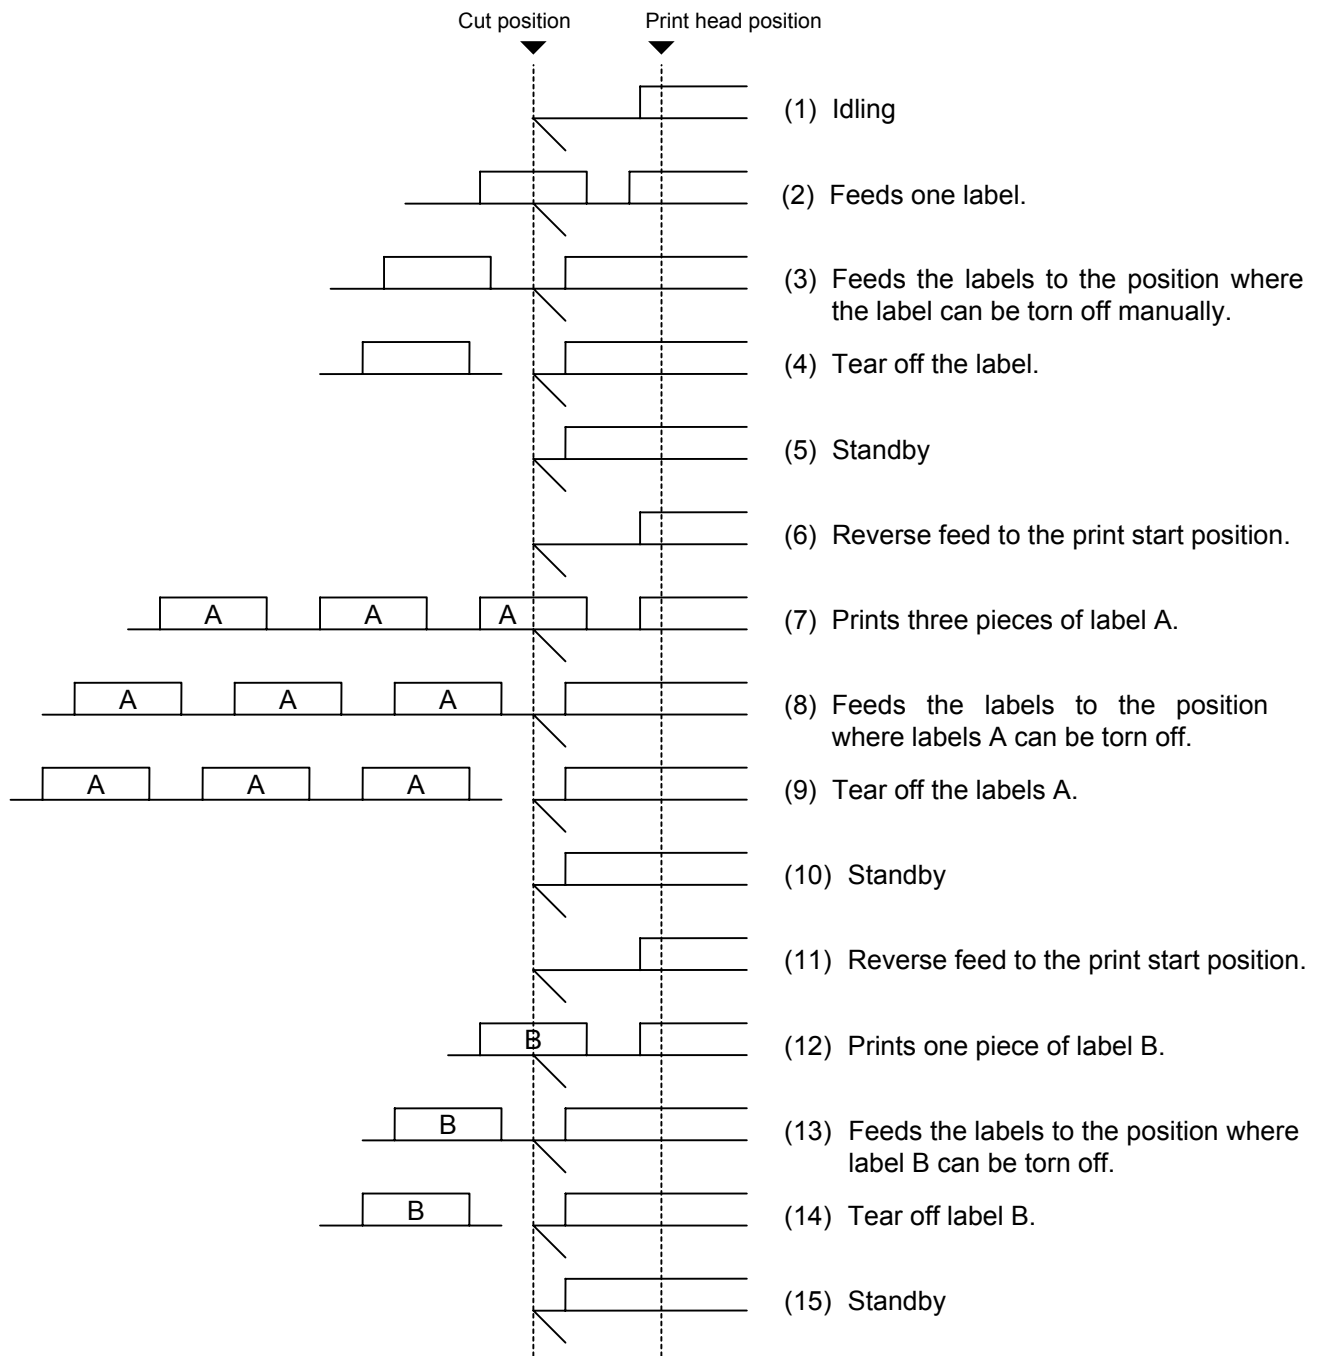 Cut position
Print head position
(1) Idling
(2) Feeds one label.
(3) Feeds the labels to the position where
the label can be torn off manually.
(4) Tear off the label.
(5) Standby
(6) Reverse feed to the print start position.
A A A
(7) Prints three pieces of label A.
A A A
(8) Feeds the labels to the position
where labels A can be torn off.
A A A
(9) Tear off the labels A.
(10) Standby
(11) Reverse feed to the print start position.
B
(12) Prints one piece of label B.
B
(13) Feeds the labels to the position where
label B can be torn off.
B
(14) Tear off label B.
(15) Standby